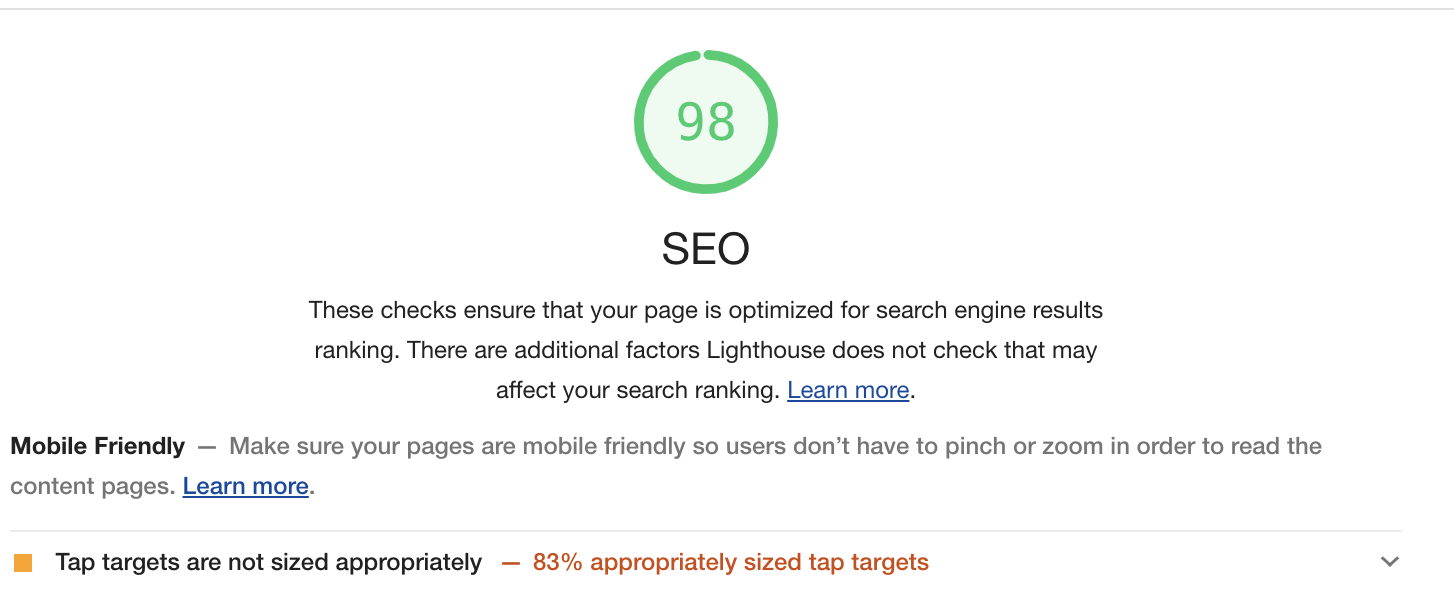 98
SEO
These checks ensure that your page is optimized for search engine results
ranking. There are additional factors Lighthouse does not check that may
affect your search ranking. Learn more.
Mobile Friendly — Make sure your pages are mobile friendly so users don’t have to pinch or zoom in order to read the
content pages. Learn more.
Tap targets are not sized appropriately — 83% appropriately sized tap targets